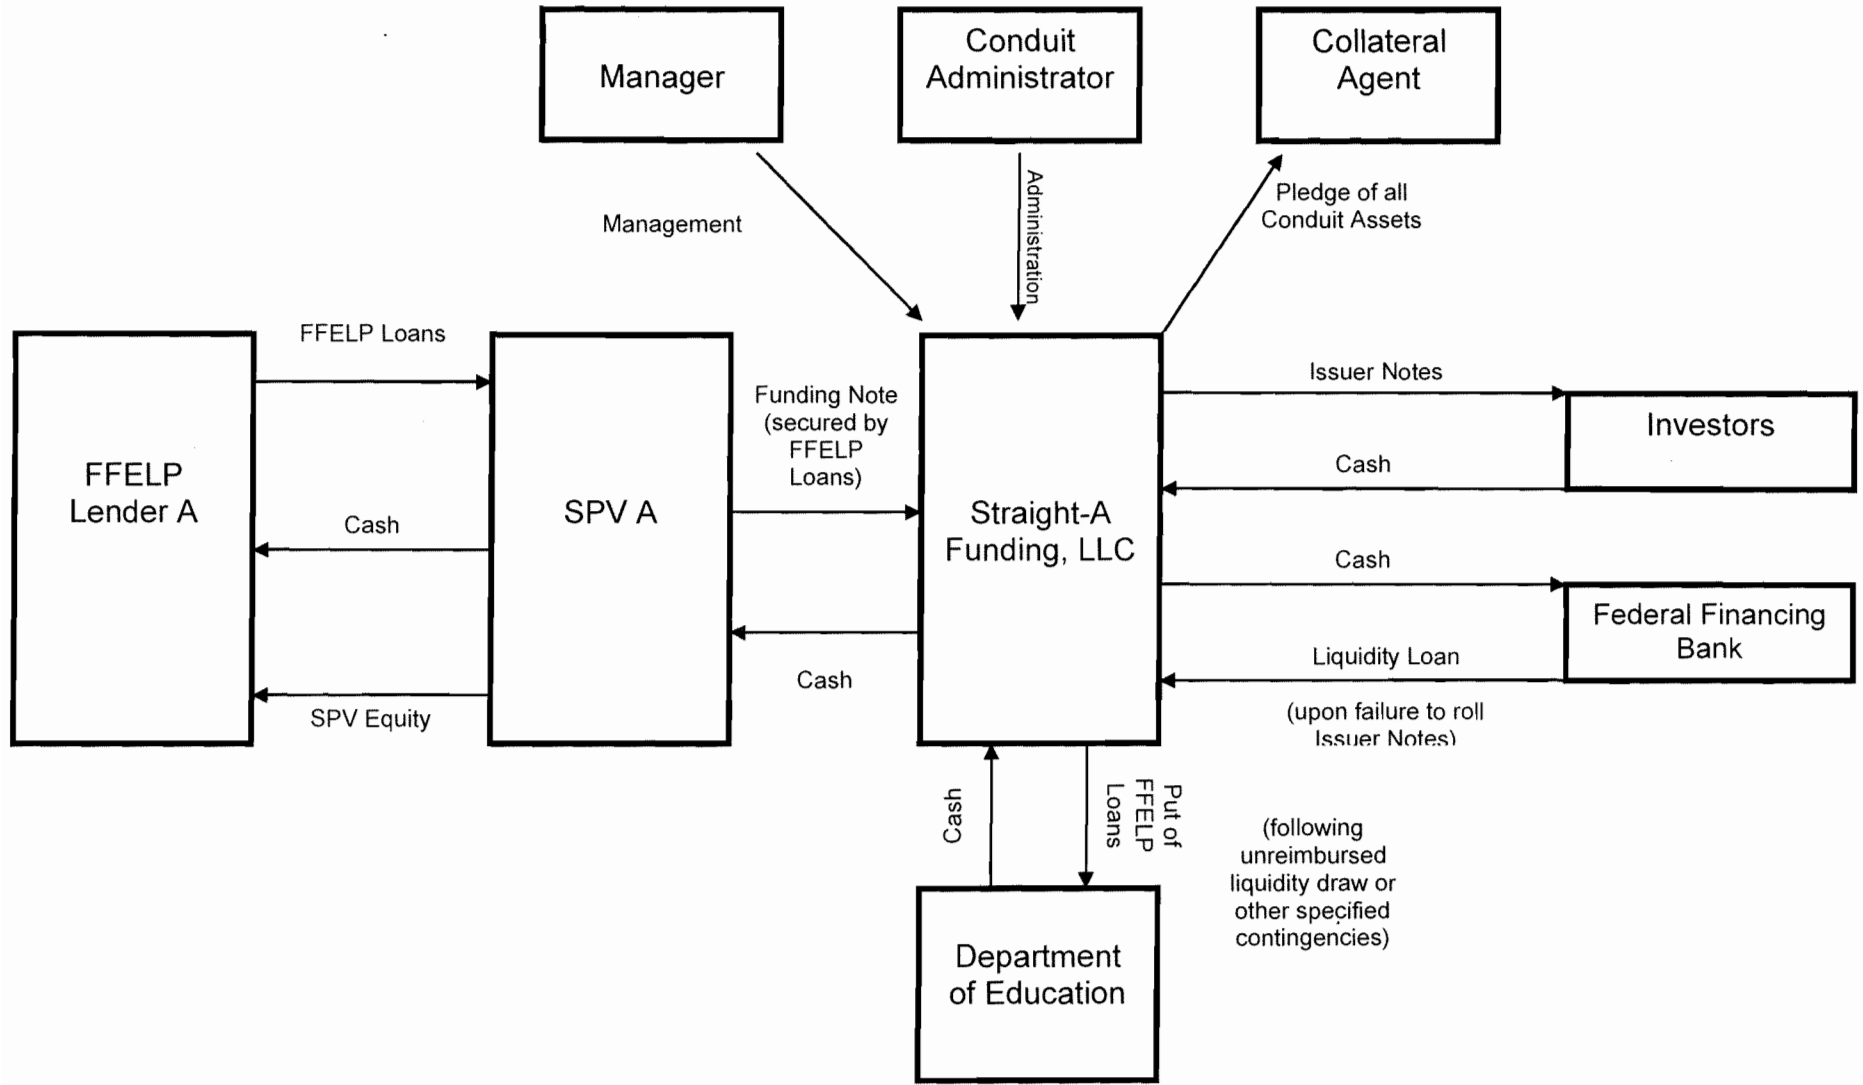 Manager
Conduit
Administrator
Collateral
Agent
Management
Administration
Pledge of all
Conduit Assets
FFELP Loans
FFELP
Lender A
Cash
SPV Equity
SPV A
Funding Note
(secured by
FFELP
Loans)
Cash
Straight-A
Funding, LLC
Issuer Notes
Investors
Cash
Cash
Federal Financing
Bank
Liquidity Loan
(upon failure to roll
Issuer Notes)
Cash
Put of
FFELP
Loans
(following
unreimbursed
liquidity draw or
other specified
contingencies)
Department
of Education